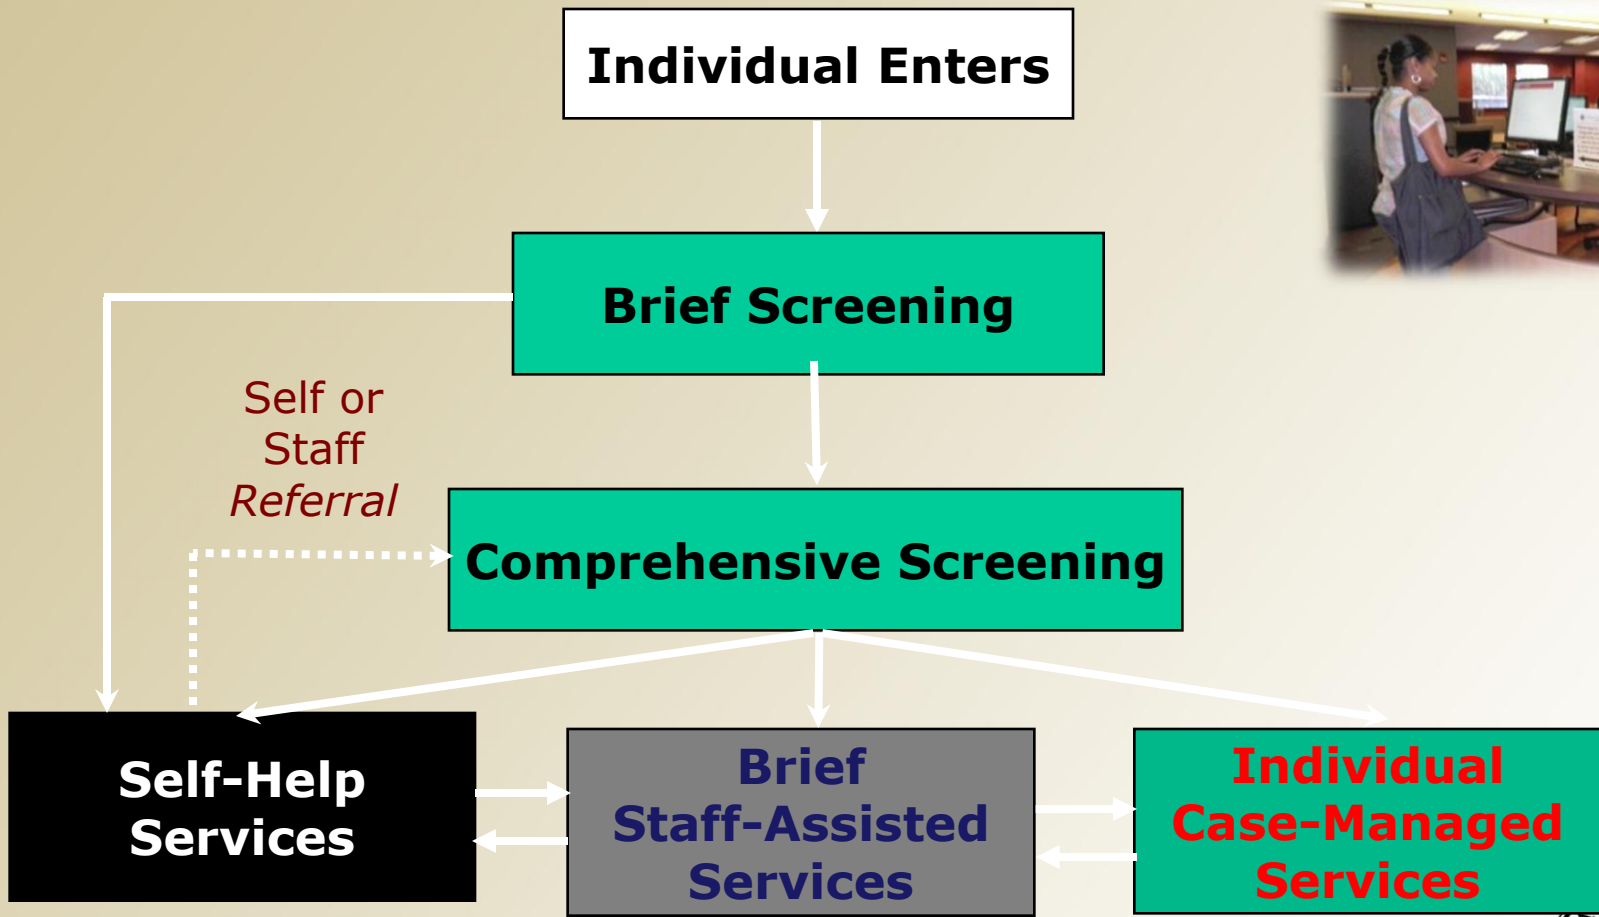 Individual Enters
Brief Screening
Self or
Staff
Referral
Comprehensive Screening
Self-Help
Services
Brief
Staff-Assisted
Services
Individual
Case-Managed
Services